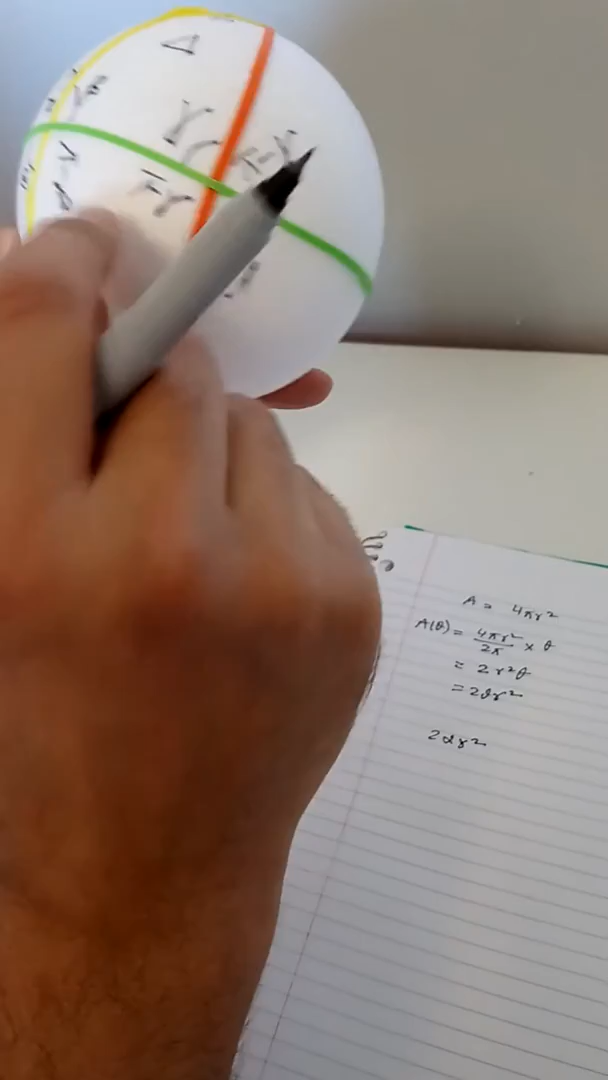 Δ
γ
A = 4πr²
A(θ) = 4πr²/2π × θ
= 2r²θ
= 2θr²
2αr²